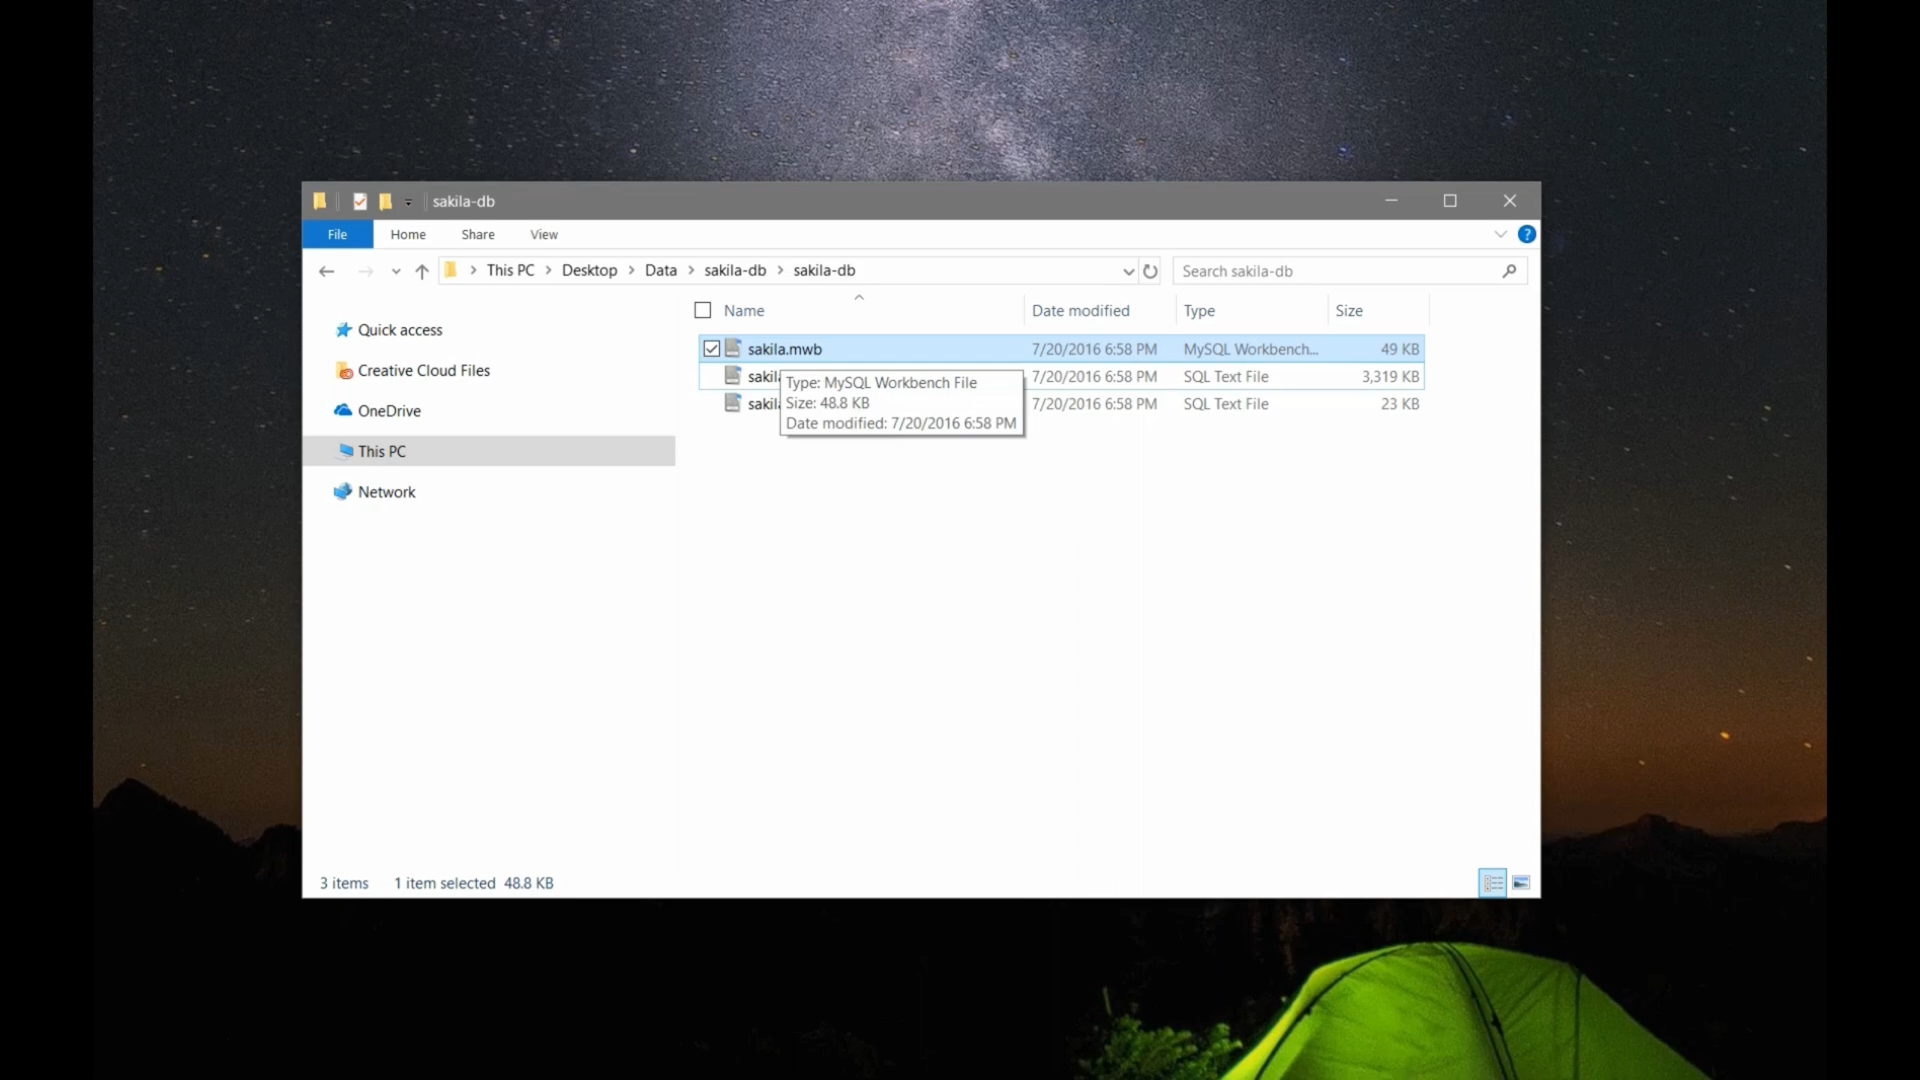 sakila-db
File Home Share View
This PC Desktop Data sakila-db sakila-db
Search sakila-db
Quick access
Creative Cloud Files
OneDrive
This PC
Network
Name Date modified Type Size
sakila.mwb 7/20/2016 6:58 PM MySQL Workbench... 49 KB
sakila 7/20/2016 6:58 PM SQL Text File 3,319 KB
sakila 7/20/2016 6:58 PM SQL Text File 23 KB
Type: MySQL Workbench File
Size: 48.8 KB
Date modified: 7/20/2016 6:58 PM
3 items 1 item selected 48.8 KB